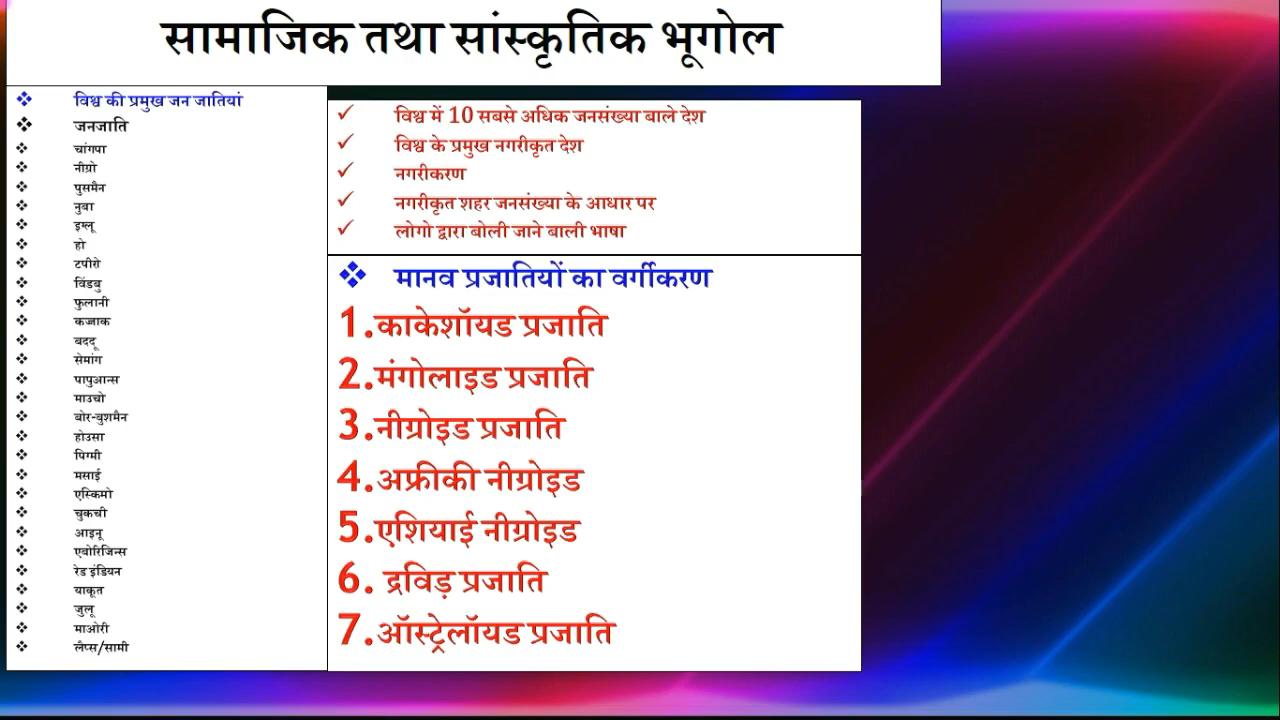 सामाजिक तथा सांस्कृतिक भूगोल
❖ विश्व की प्रमुख जन जातियां
❖ जनजाति
❖ चांगपा
❖ नीग्रो
❖ पुसमैन
❖ नुबा
❖ इग्लू
❖ हो
❖ टपीरो
❖ विंडबु
❖ फुलानी
❖ कज्जाक
❖ बददू
❖ सेमांग
❖ पापुआन्स
❖ माउचो
❖ बोर-बुशमैन
❖ होउसा
❖ पिग्मी
❖ मसाई
❖ एस्किमो
❖ चुकची
❖ आइनू
❖ एबोरिजिन्स
❖ रेड इंडियन
❖ याकूत
❖ जुलू
❖ माओरी
❖ लैप्स/सामी
✓ विश्व में 10 सबसे अधिक जनसंख्या बाले देश
✓ विश्व के प्रमुख नगरीकृत देश
✓ नगरीकरण
✓ नगरीकृत शहर जनसंख्या के आधार पर
✓ लोगो द्वारा बोली जाने बाली भाषा
❖ मानव प्रजातियों का वर्गीकरण
1.काकेशॉयड प्रजाति
2.मंगोलाइड प्रजाति
3.नीग्रोइड प्रजाति
4.अफ्रीकी नीग्रोइड
5.एशियाई नीग्रोइड
6. द्रविड़ प्रजाति
7.ऑस्ट्रेलॉयड प्रजाति